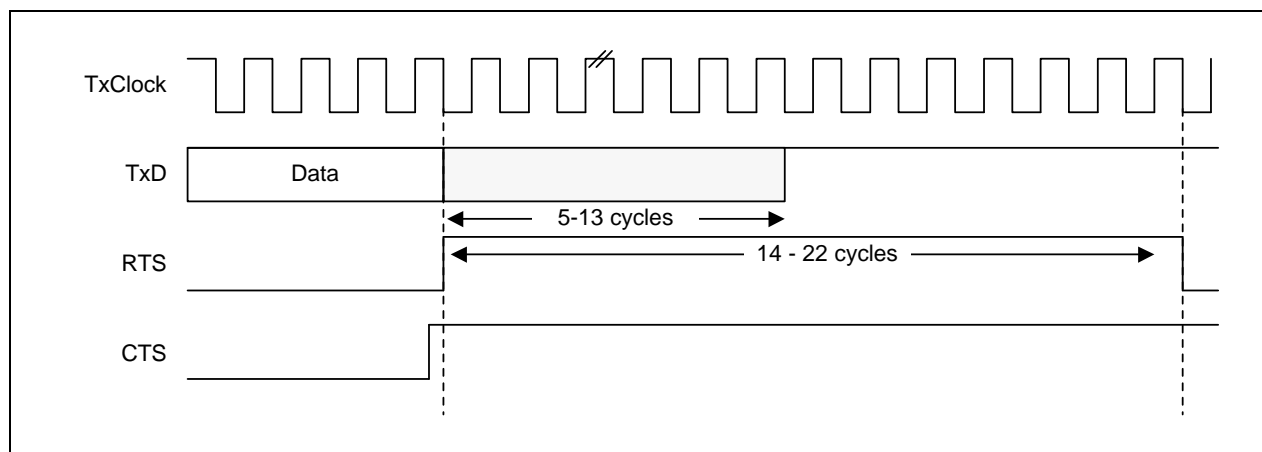 TxClock
TxD
Data
5-13 cycles
RTS
14 - 22 cycles
CTS